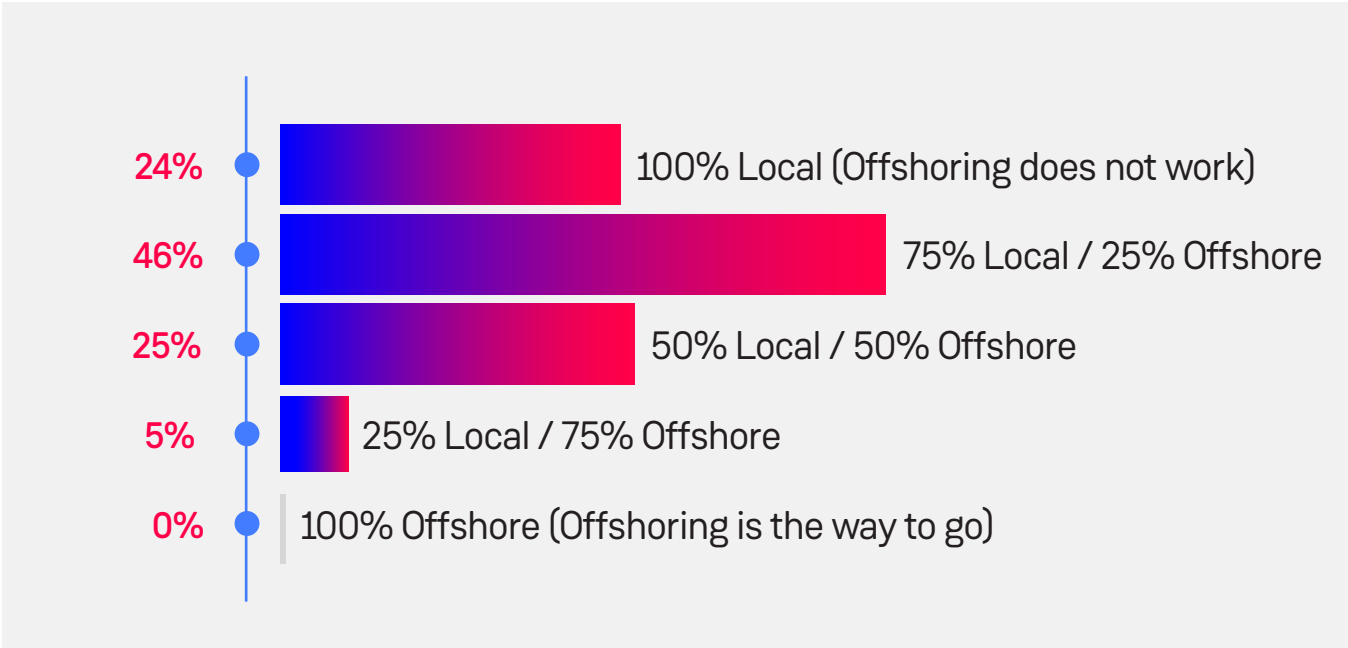 24% 100% Local (Offshoring does not work)
46% 75% Local / 25% Offshore
25% 50% Local / 50% Offshore
5% 25% Local / 75% Offshore
0% 100% Offshore (Offshoring is the way to go)